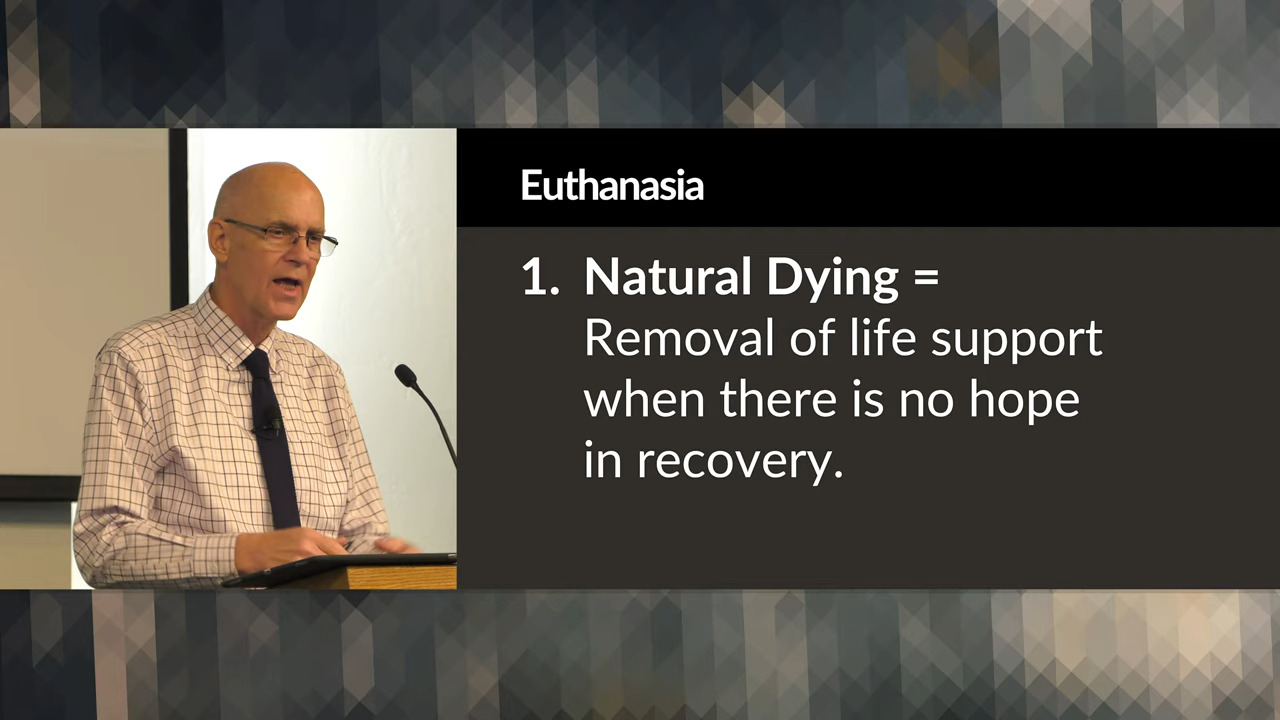 Euthanasia
1. Natural Dying =
Removal of life support
when there is no hope
in recovery.